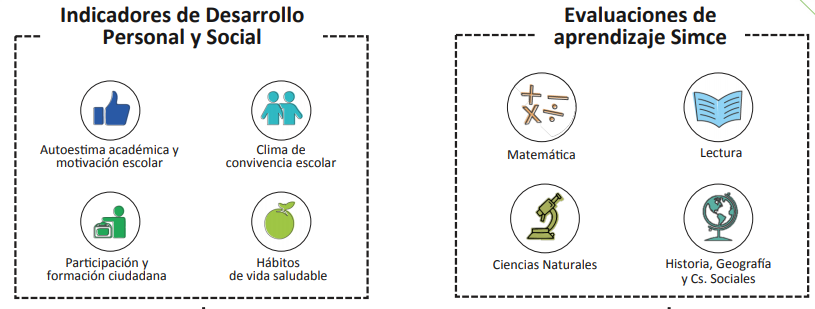 Indicadores de Desarrollo
Personal y Social
Autoestima académica y
motivación escolar
Clima de
convivencia escolar
Participación y
formación ciudadana
Hábitos
de vida saludable
Evaluaciones de
aprendizaje Simce
Matemática
Lectura
Ciencias Naturales
Historia, Geografía
y Cs. Sociales